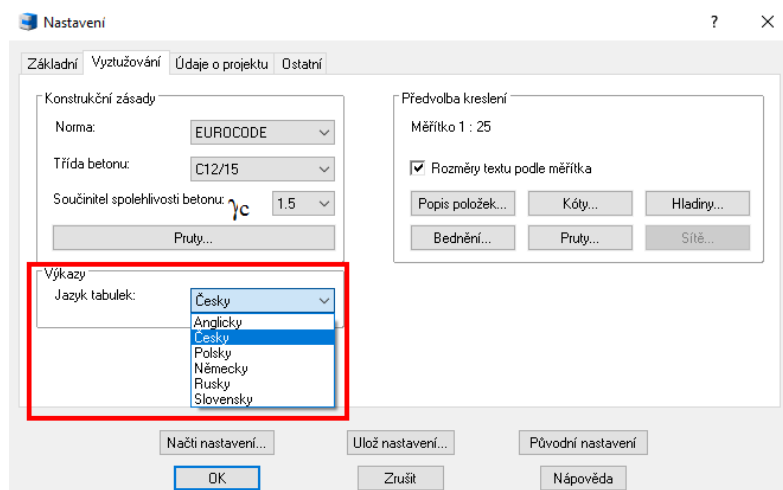 Nastavení
?
Základní Vyztužování Údaje o projektu Ostatní
Konstrukční zásady
Norma: EUROCODE
Třída betonu: C12/15
Součinitel spolehlivosti betonu: γc 1.5
Pruty...
Výkazy
Jazyk tabulek: Česky
Anglicky
Česky
Polsky
Německy
Rusky
Slovensky
Předvolba kreslení
Měřítko 1 : 25
Rozměry textu podle měřítka
Popis položek... Kóty... Hladiny...
Bednění... Pruty... Sítě...
Načti nastavení... Ulož nastavení... Původní nastavení
OK Zrušit Nápověda